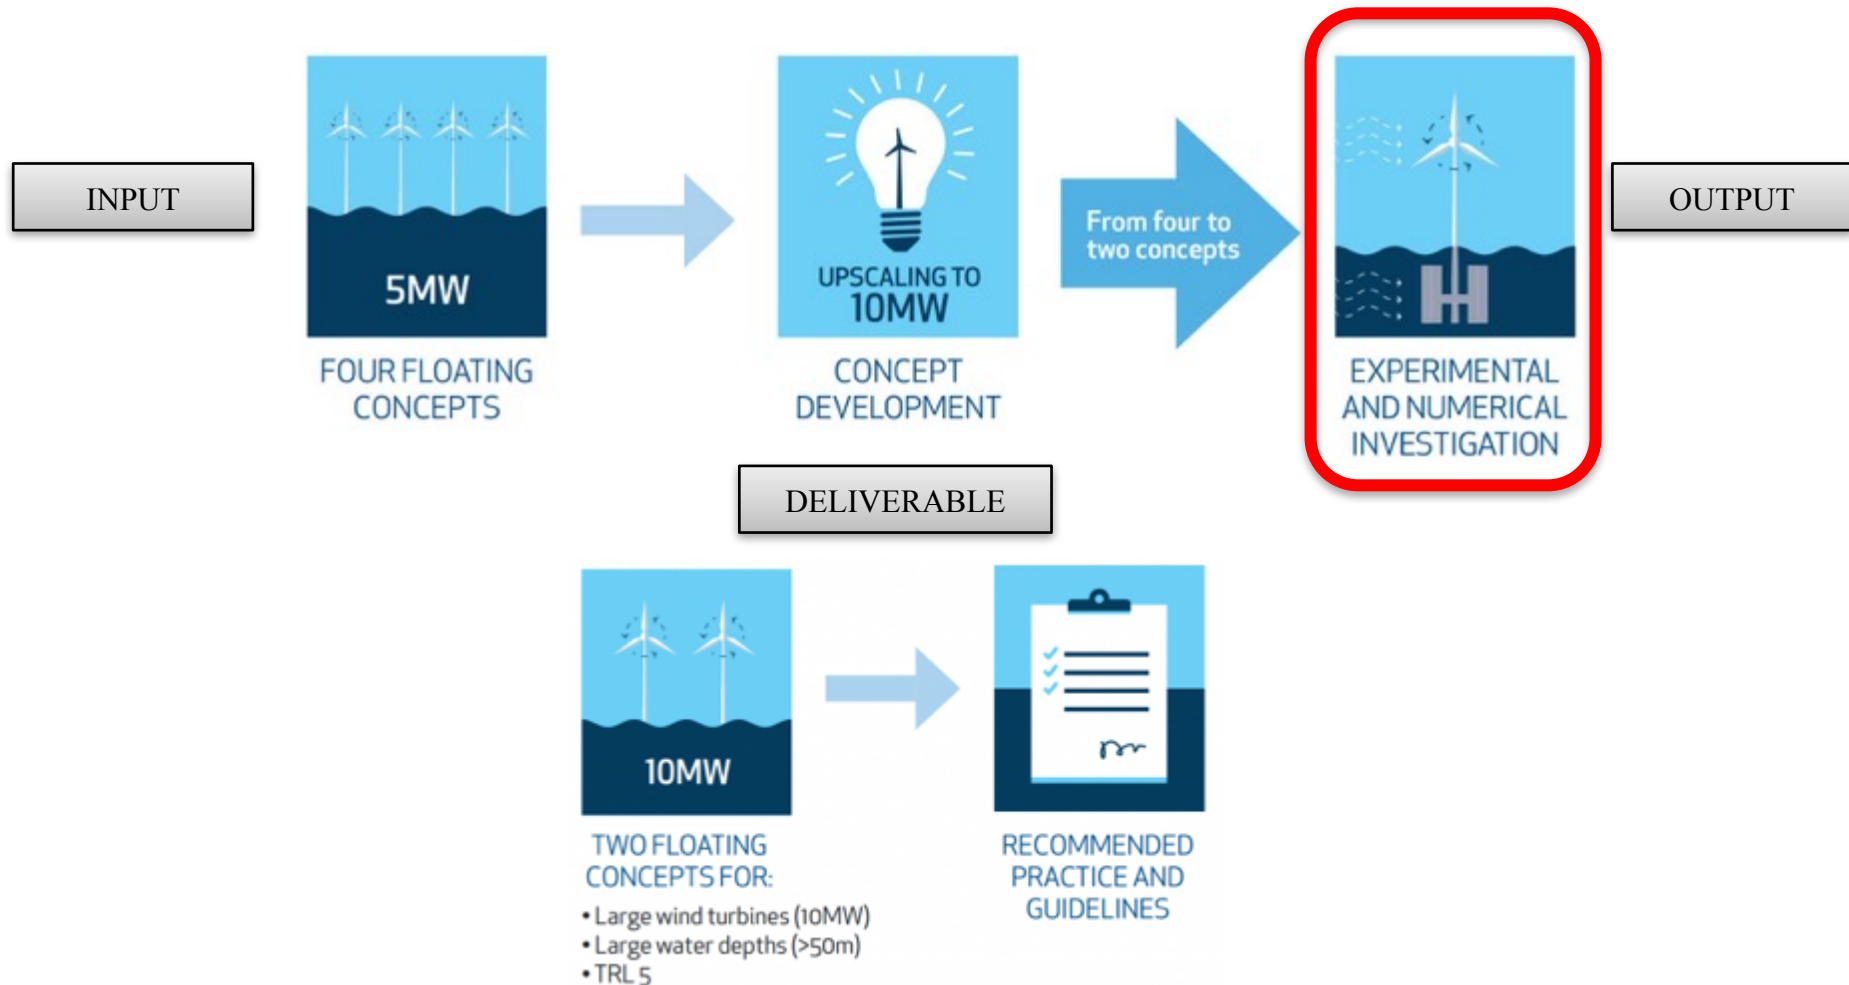 INPUT
5MW
FOUR FLOATING
CONCEPTS
UPSCALING TO
10MW
CONCEPT
DEVELOPMENT
From four to
two concepts
EXPERIMENTAL
AND NUMERICAL
INVESTIGATION
OUTPUT
DELIVERABLE
10MW
TWO FLOATING
CONCEPTS FOR:
• Large wind turbines (10MW)
• Large water depths (>50m)
• TRL 5
RECOMMENDED
PRACTICE AND
GUIDELINES